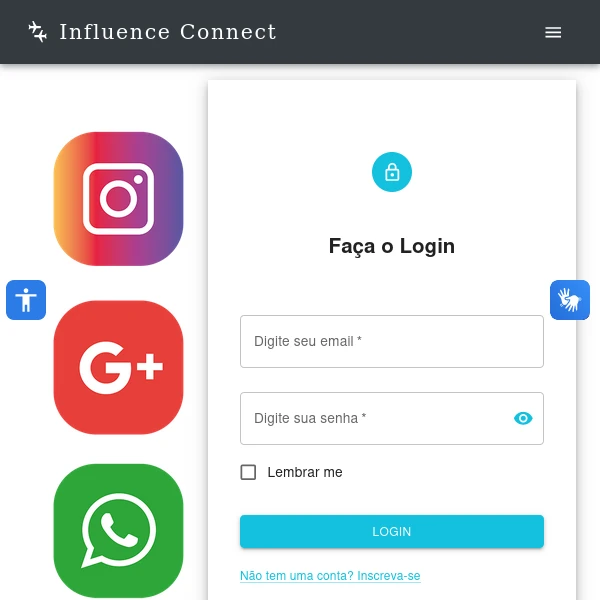 Influence Connect
G+
Faça o Login
Digite seu email *
Digite sua senha *
Lembrar me
LOGIN
Não tem uma conta? Inscreva-se